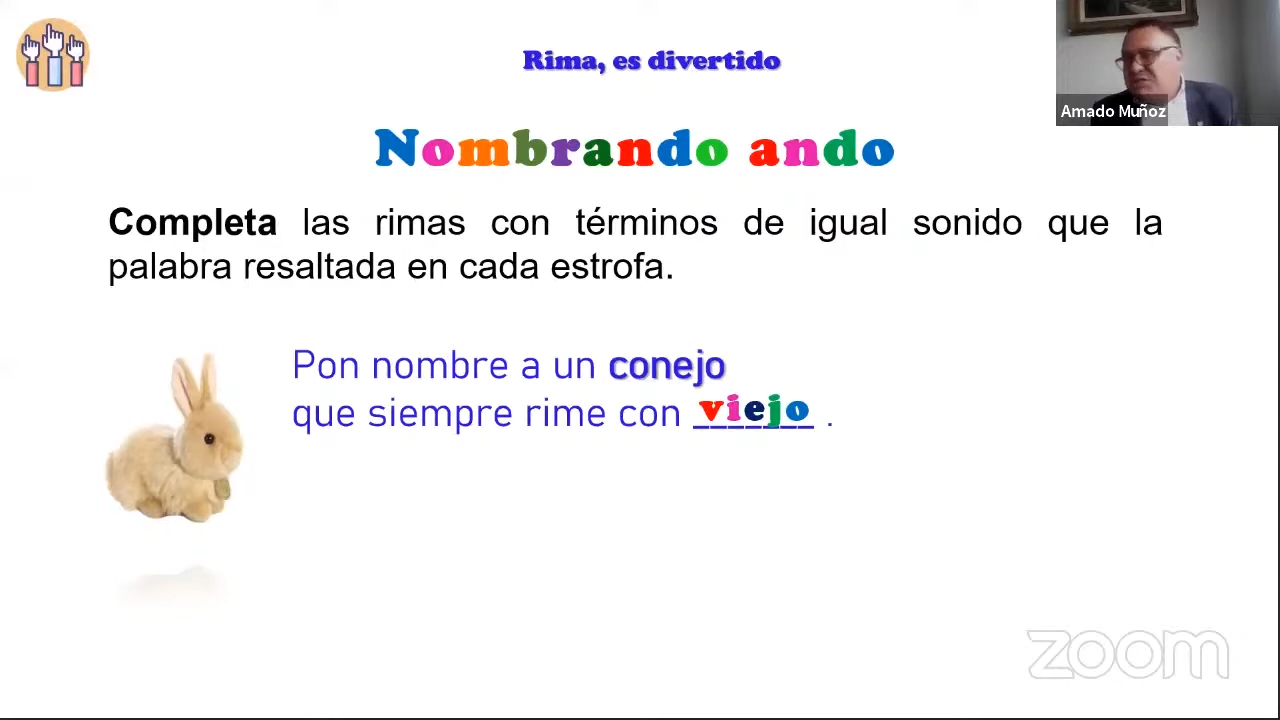 Rima, es divertido
Amado Muñoz
Nombrando ando
Completa las rimas con términos de igual sonido que la
palabra resaltada en cada estrofa.
Pon nombre a un conejo
que siempre rime con viejo .
zoom